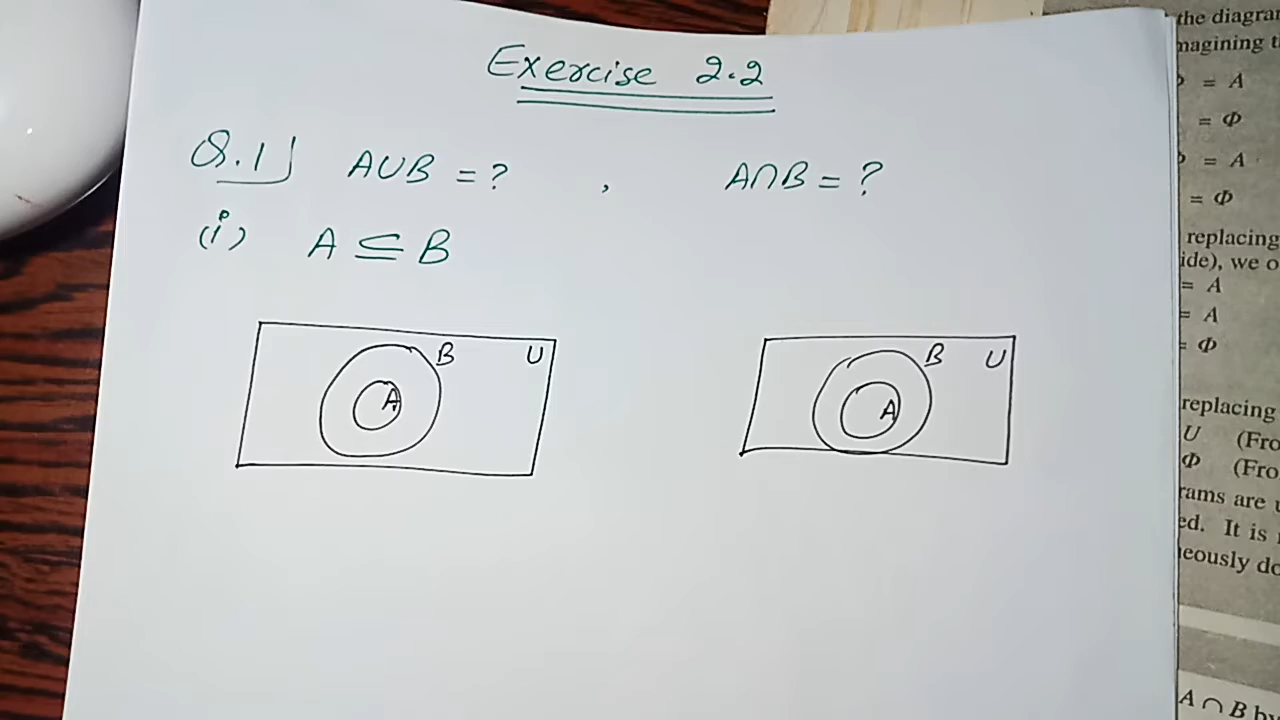 Exercise 2.2
Q.1 A∪B = ? , A∩B = ?
(i) A ⊆ B
B U
A
B U
A
the diagra
magining t
= A
= Φ
= A
= Φ
replacing
ide), we o
= A
= A
= Φ
replacing
U (Fro
Φ (Fro
rams are u
ed. It is
eously do
A ∩ B by